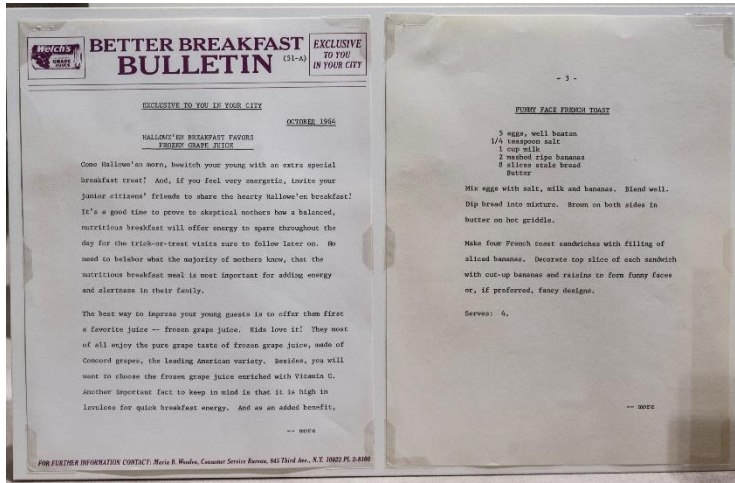 Welch's
GRAPE
JUICE
BETTER BREAKFAST
BULLETIN (51-A)
EXCLUSIVE
TO YOU
IN YOUR CITY
EXCLUSIVE TO YOU IN YOUR CITY
OCTOBER 1964
HALLOWE'EN BREAKFAST FAVORS
FROZEN GRAPE JUICE
Come Hallowe'en morn, bewitch your young with an extra special
breakfast treat! And, if you feel very energetic, invite your
junior citizens' friends to share the hearty Hallowe'en breakfast!
It's a good time to prove to skeptical mothers how a balanced,
nutritious breakfast will offer energy to spare throughout the
day for the trick-or-treat visits sure to follow later on. No
need to belabor what the majority of mothers know, that the
nutritious breakfast meal is most important for adding energy
and alertness in their family.
The best way to impress your young guests is to offer them first
a favorite juice -- frozen grape juice. Kids love it! They most
of all enjoy the pure grape taste of frozen grape juice, made of
Concord grapes, the leading American variety. Besides, you will
want to choose the frozen grape juice enriched with Vitamin C.
Another important fact to keep in mind is that it is high in
levulose for quick breakfast energy. And as an added benefit,
-- more
FOR FURTHER INFORMATION CONTACT: Marie B. Consumer Service Bureau, 845 Third Ave., N.Y. 10022 PL 2-8100
- 3 -
FUNNY FACE FRENCH TOAST
3 eggs, well beaten
1/4 teaspoon salt
1 cup milk
2 mashed ripe bananas
8 slices stale bread
Butter
Mix eggs with salt, milk and bananas. Blend well.
Dip bread into mixture. Brown on both sides in
butter on hot griddle.
Make four French toast sandwiches with filling of
sliced bananas. Decorate top slice of each sandwich
with cut-up bananas and raisins to form funny faces
or, if preferred, fancy designs.
Serves: 4.
-- more